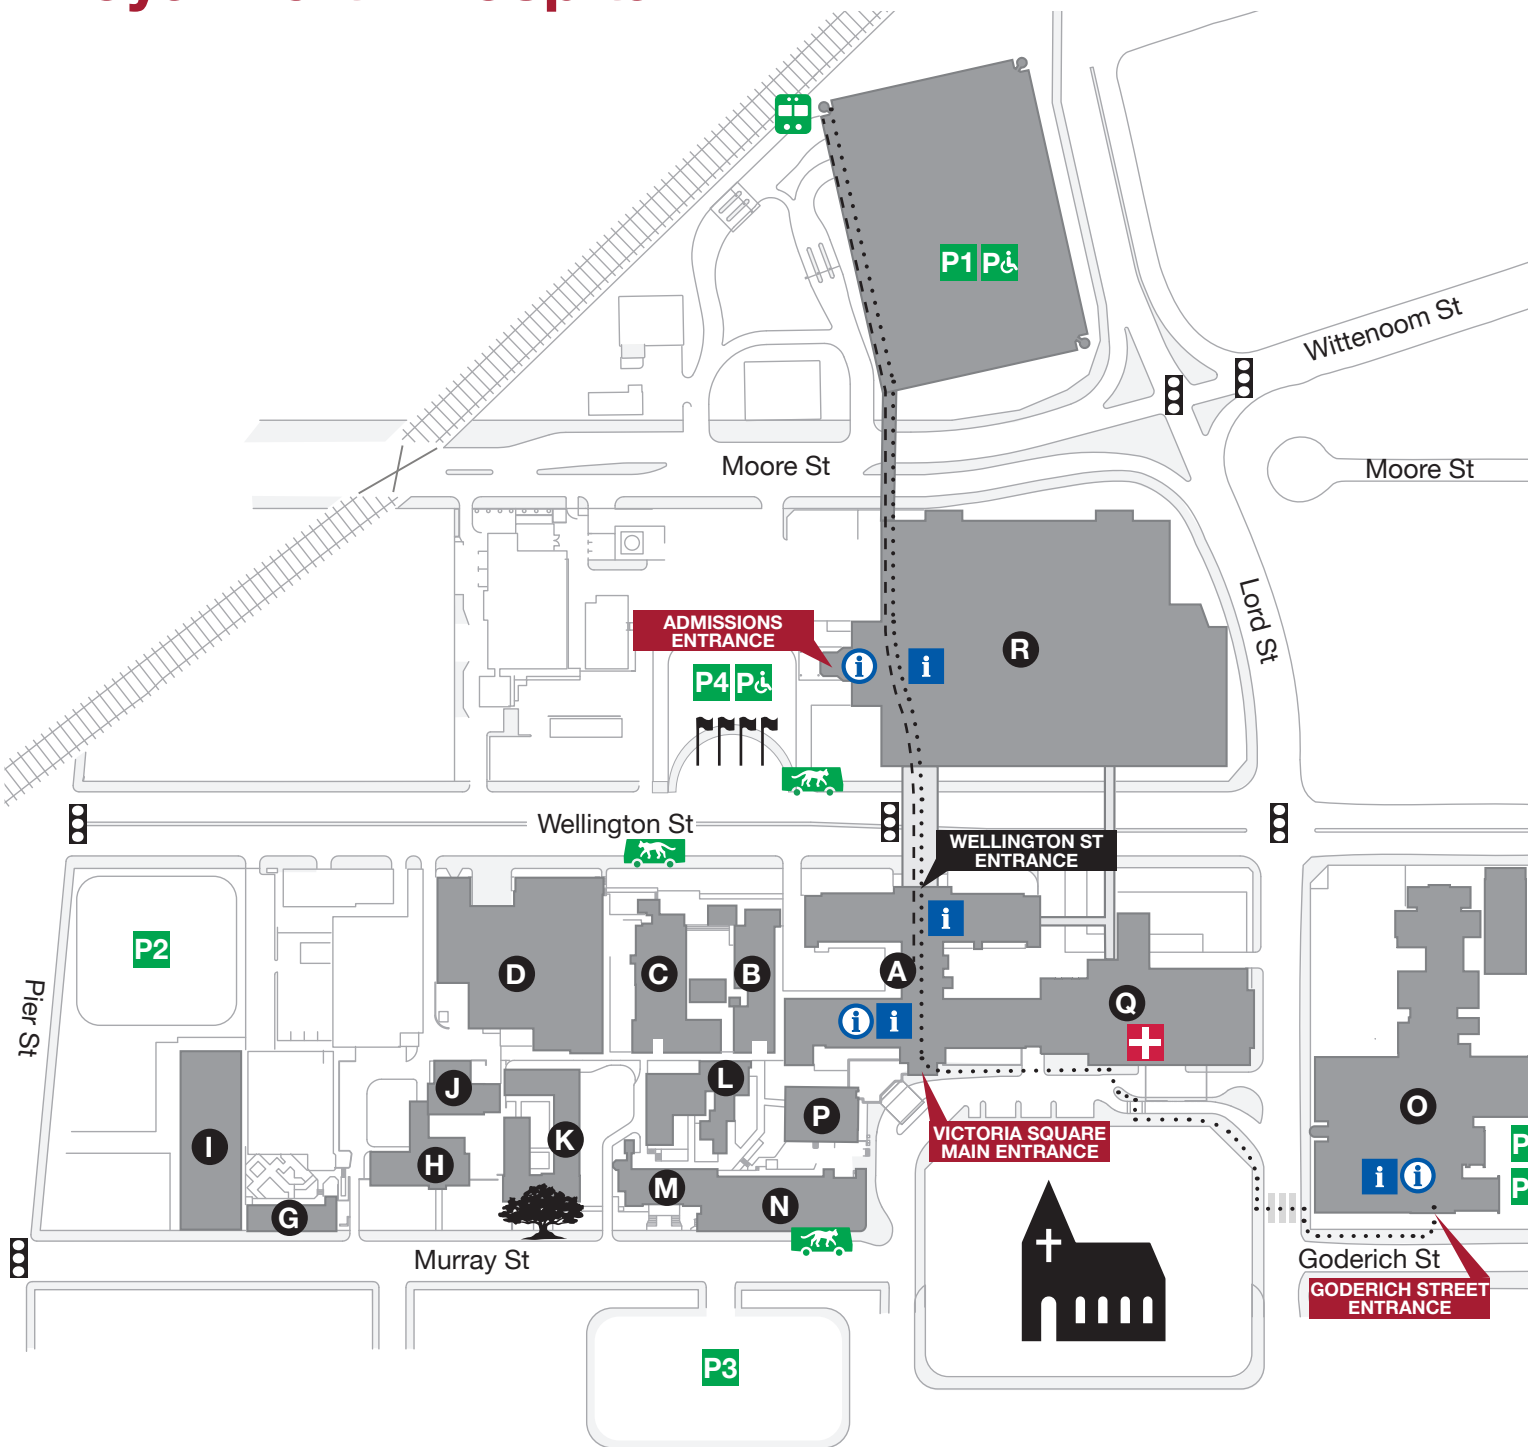 P1
P
Wittenoom St
Moore St
Moore St
Lord St
ADMISSIONS
ENTRANCE
i
i
R
P4
P
Wellington St
WELLINGTON ST
ENTRANCE
i
P2
D
C
B
A
Q
i
i
Pier St
J
L
P
O
I
K
H
VICTORIA SQUARE
MAIN ENTRANCE
M
N
G
i
i
P
P
Murray St
Goderich St
GODERICH STREET
ENTRANCE
P3